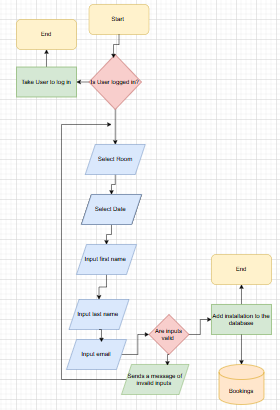 Start
End
Take User to log in
Is User logged in?
Select Room
Select Date
Input first name
Input last name
Input email
Are inputs
valid
End
Add installation to the
database
Sends a message of
invalid inputs
Bookings